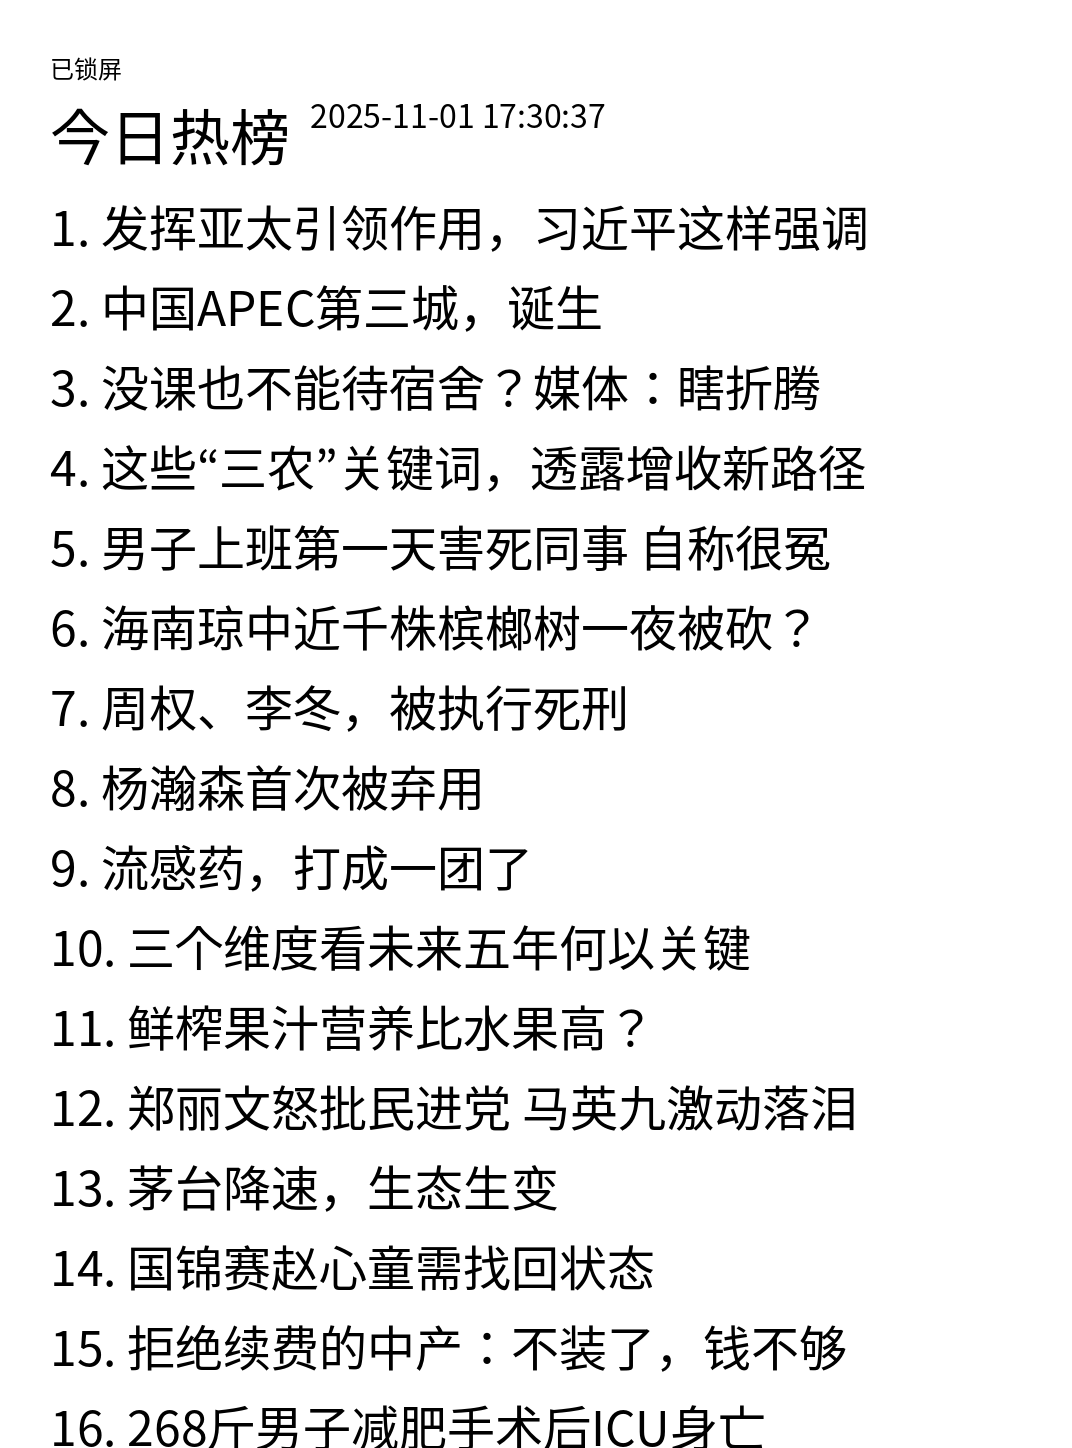 已锁屏
今日热榜 2025-11-01 17:30:37
1. 发挥亚太引领作用，习近平这样强调
2. 中国APEC第三城，诞生
3. 没课也不能待宿舍？媒体：瞎折腾
4. 这些“三农”关键词，透露增收新路径
5. 男子上班第一天害死同事 自称很冤
6. 海南琼中近千株槟榔树一夜被砍？
7. 周权、李冬，被执行死刑
8. 杨瀚森首次被弃用
9. 流感药，打成一团了
10. 三个维度看未来五年何以关键
11. 鲜榨果汁营养比水果高？
12. 郑丽文怒批民进党 马英九激动落泪
13. 茅台降速，生态生变
14. 国锦赛赵心童需找回状态
15. 拒绝续费的中产：不装了，钱不够
16. 268斤男子减肥手术后ICU身亡